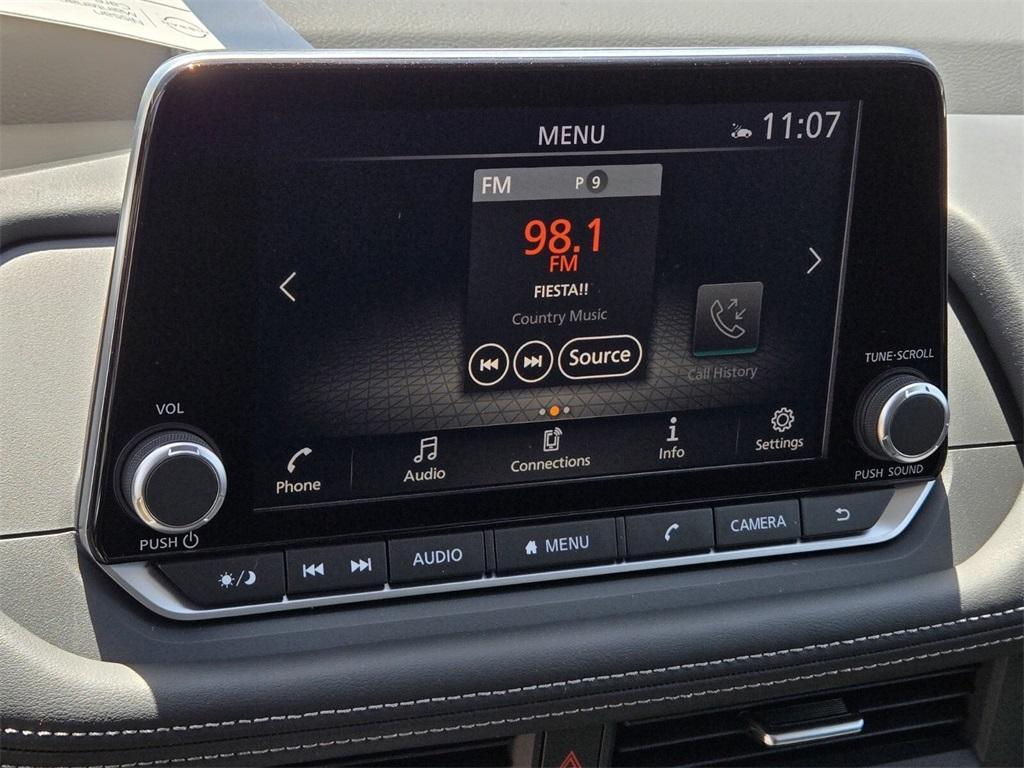 Nissan
MENU
11:07
FM P 9
98.1
FM
FIESTA!!
Country Music
Source
Call History
TUNE·SCROLL
VOL
Phone
Audio
Connections
Info
Settings
PUSH SOUND
PUSH
AUDIO
MENU
CAMERA